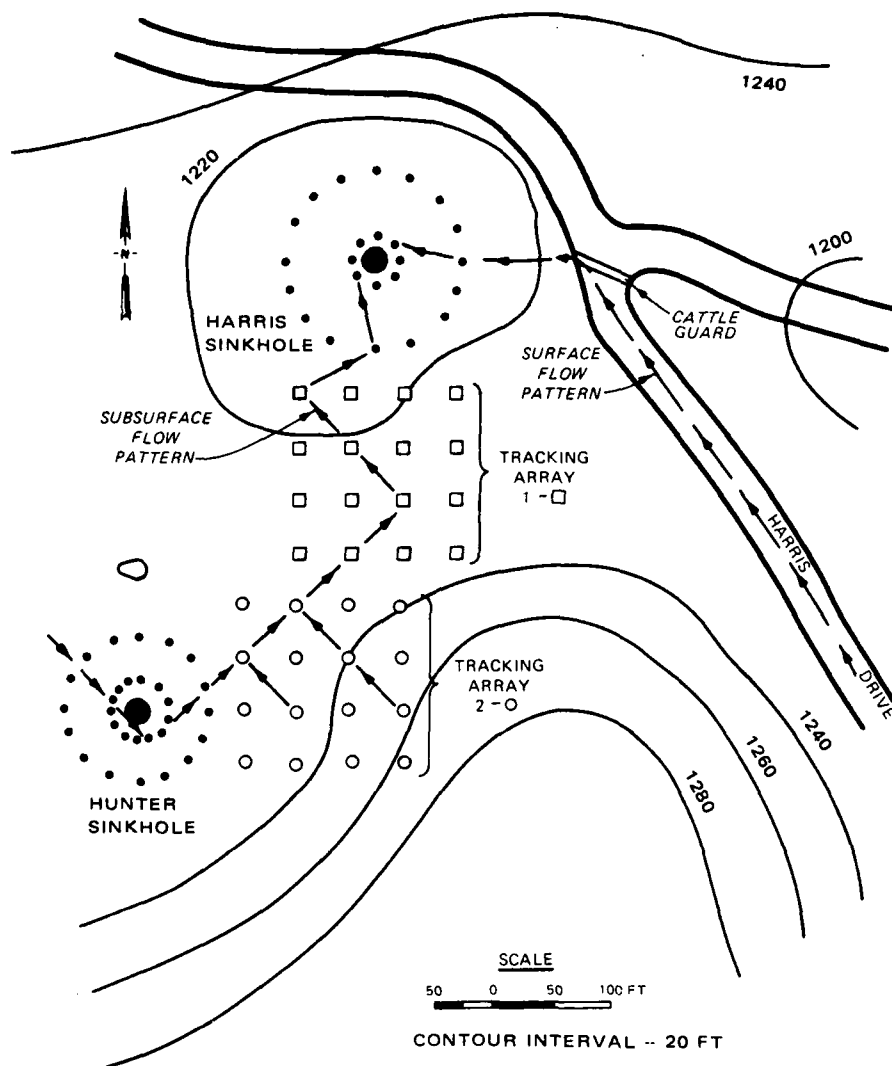 1240
1220
N
1200
HARRIS
SINKHOLE
CATTLE
GUARD
SURFACE
FLOW
PATTERN
SUBSURFACE
FLOW
PATTERN
TRACKING
ARRAY
1 - □
HARRIS
DRIVE
TRACKING
ARRAY
2 - ○
HUNTER
SINKHOLE
1240
1260
1280
SCALE
50 0 50 100 FT
CONTOUR INTERVAL -- 20 FT